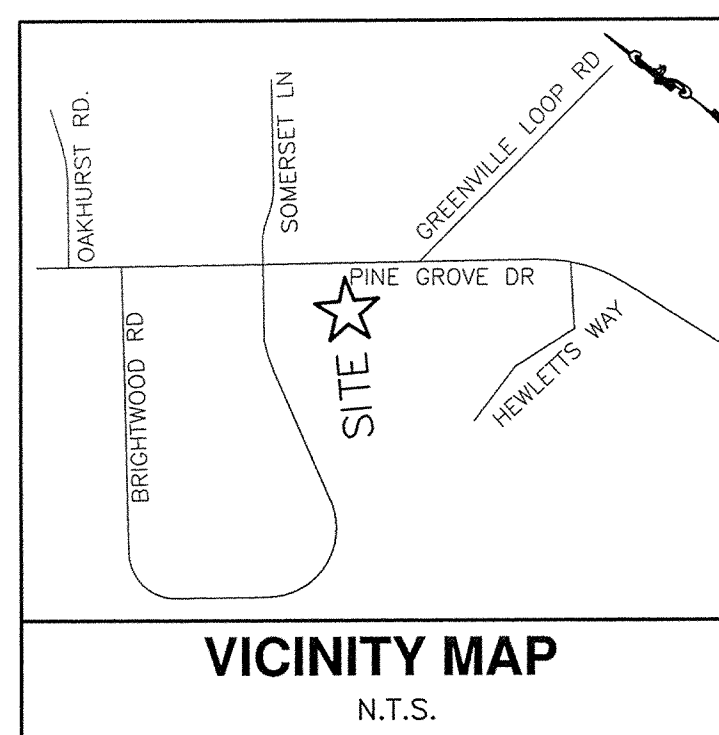 OAKHURST RD.
SOMERSET LN
GREENVILLE LOOP RD
PINE GROVE DR
BRIGHTWOOD RD
SITE
HEWLETTS WAY
VICINITY MAP
N.T.S.